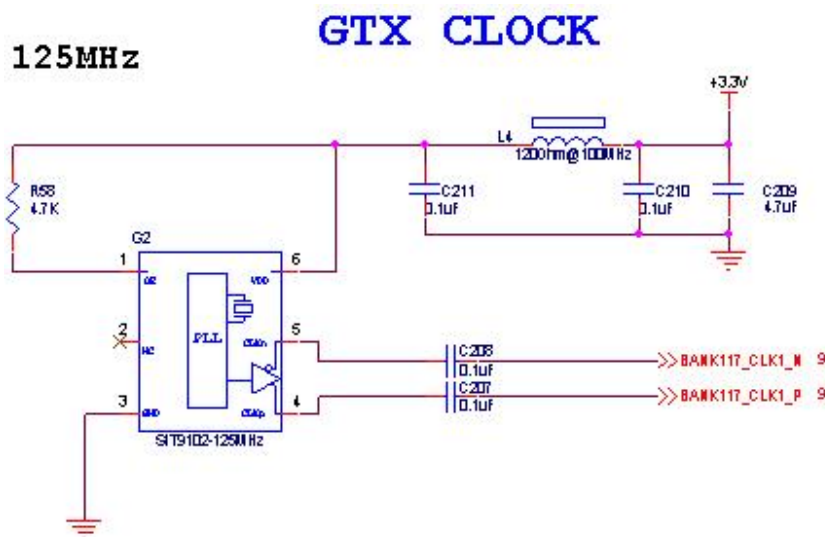 GTX CLOCK
125MHz
+3.3V
L4
120Ohm@100MHz
R58
4.7K
C211
0.1uF
C210
0.1uF
C209
4.7uF
G2
1
OE
6
VDD
2
NC
PLL
5
CLKn
3
GND
4
CLKp
SIT9102-125MHz
C208
0.1uF
BANK117_CLK1_N 9
C207
0.1uF
BANK117_CLK1_P 9